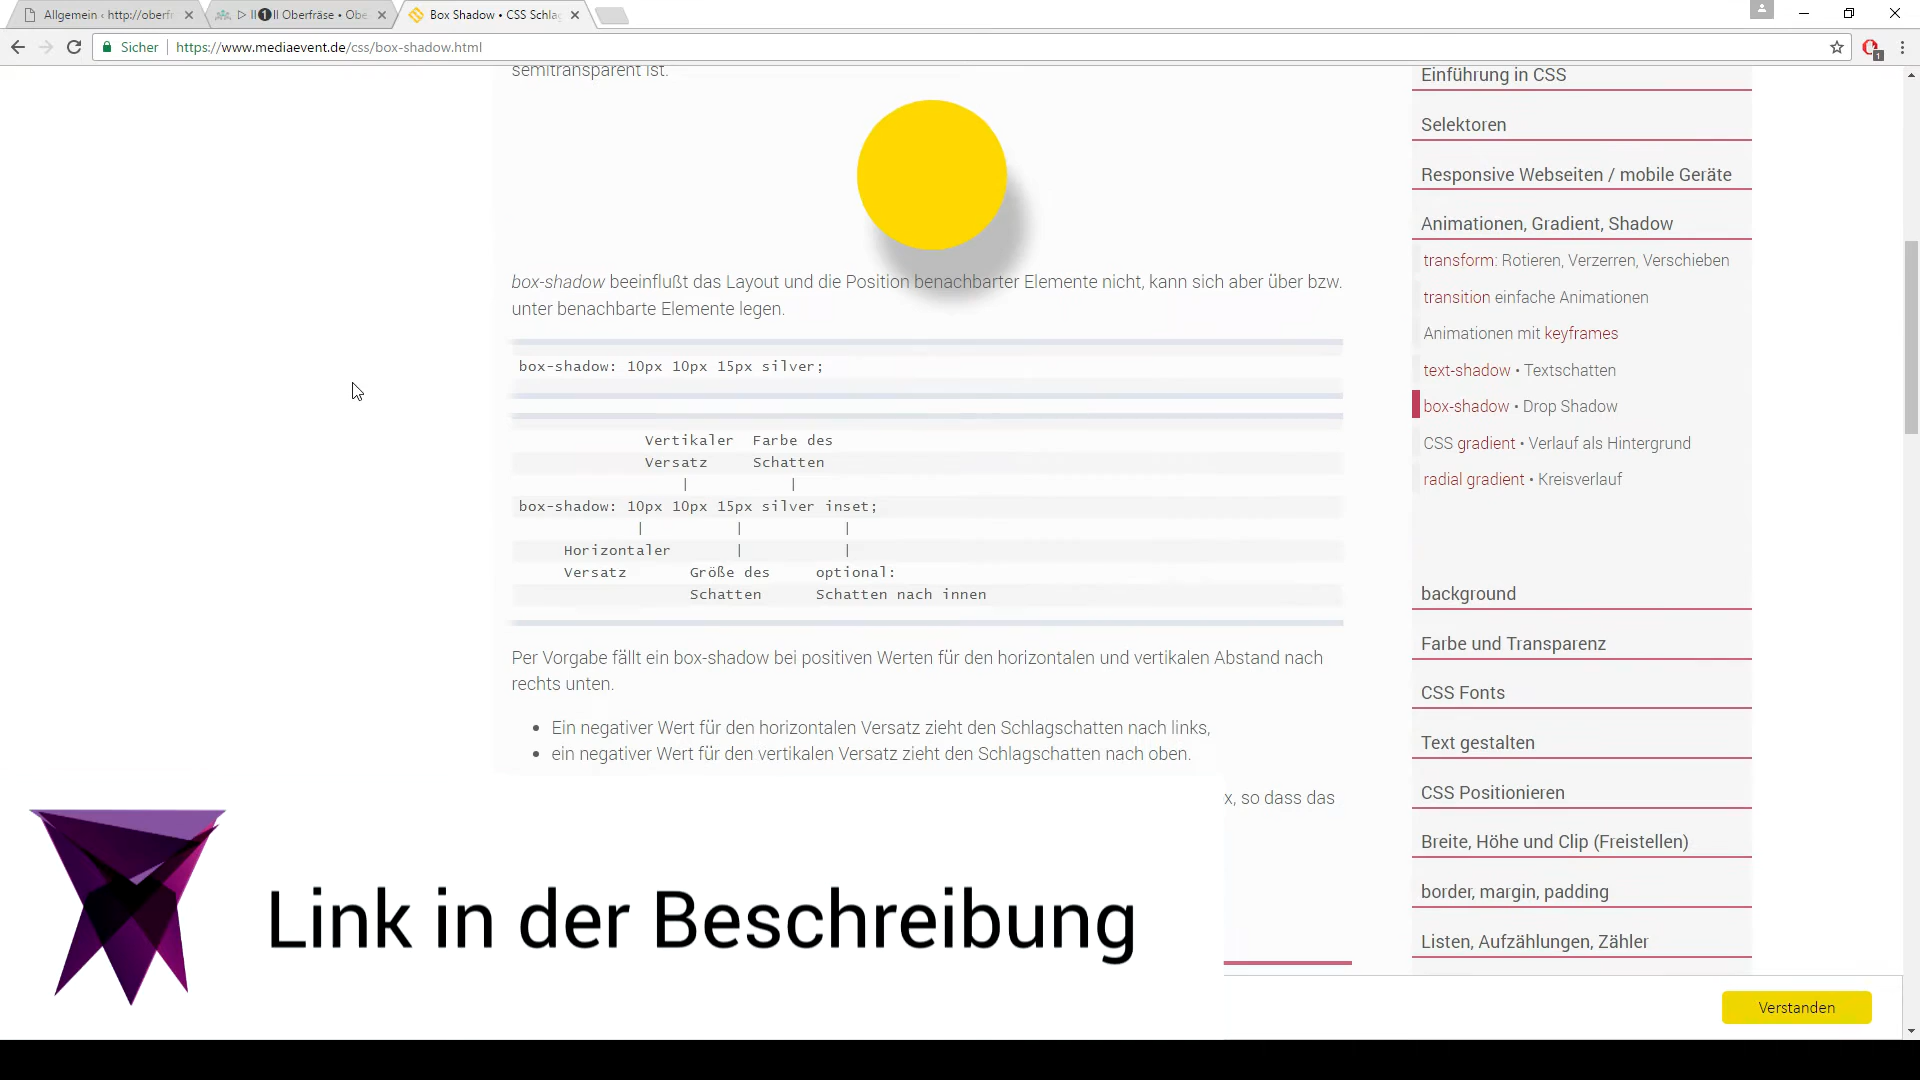 Allgemein ‹ http://oberfr
▷ II❶II Oberfräse • Obe
Box Shadow • CSS Schlag
Sicher
https://www.mediaevent.de/css/box-shadow.html
1
semitransparent ist.
box-shadow beeinflußt das Layout und die Position benachbarter Elemente nicht, kann sich aber über bzw.
unter benachbarte Elemente legen.
box-shadow: 10px 10px 15px silver;
Vertikaler Farbe des
Versatz Schatten
| |
box-shadow: 10px 10px 15px silver inset;
| | |
Horizontaler | |
Versatz Größe des optional:
Schatten Schatten nach innen
Per Vorgabe fällt ein box-shadow bei positiven Werten für den horizontalen und vertikalen Abstand nach
rechts unten.
• Ein negativer Wert für den horizontalen Versatz zieht den Schlagschatten nach links,
• ein negativer Wert für den vertikalen Versatz zieht den Schlagschatten nach oben.
x, so dass das
Einführung in CSS
Selektoren
Responsive Webseiten / mobile Geräte
Animationen, Gradient, Shadow
transform: Rotieren, Verzerren, Verschieben
transition einfache Animationen
Animationen mit keyframes
text-shadow • Textschatten
box-shadow • Drop Shadow
CSS gradient • Verlauf als Hintergrund
radial gradient • Kreisverlauf
background
Farbe und Transparenz
CSS Fonts
Text gestalten
CSS Positionieren
Breite, Höhe und Clip (Freistellen)
border, margin, padding
Listen, Aufzählungen, Zähler
Link in der Beschreibung
Verstanden